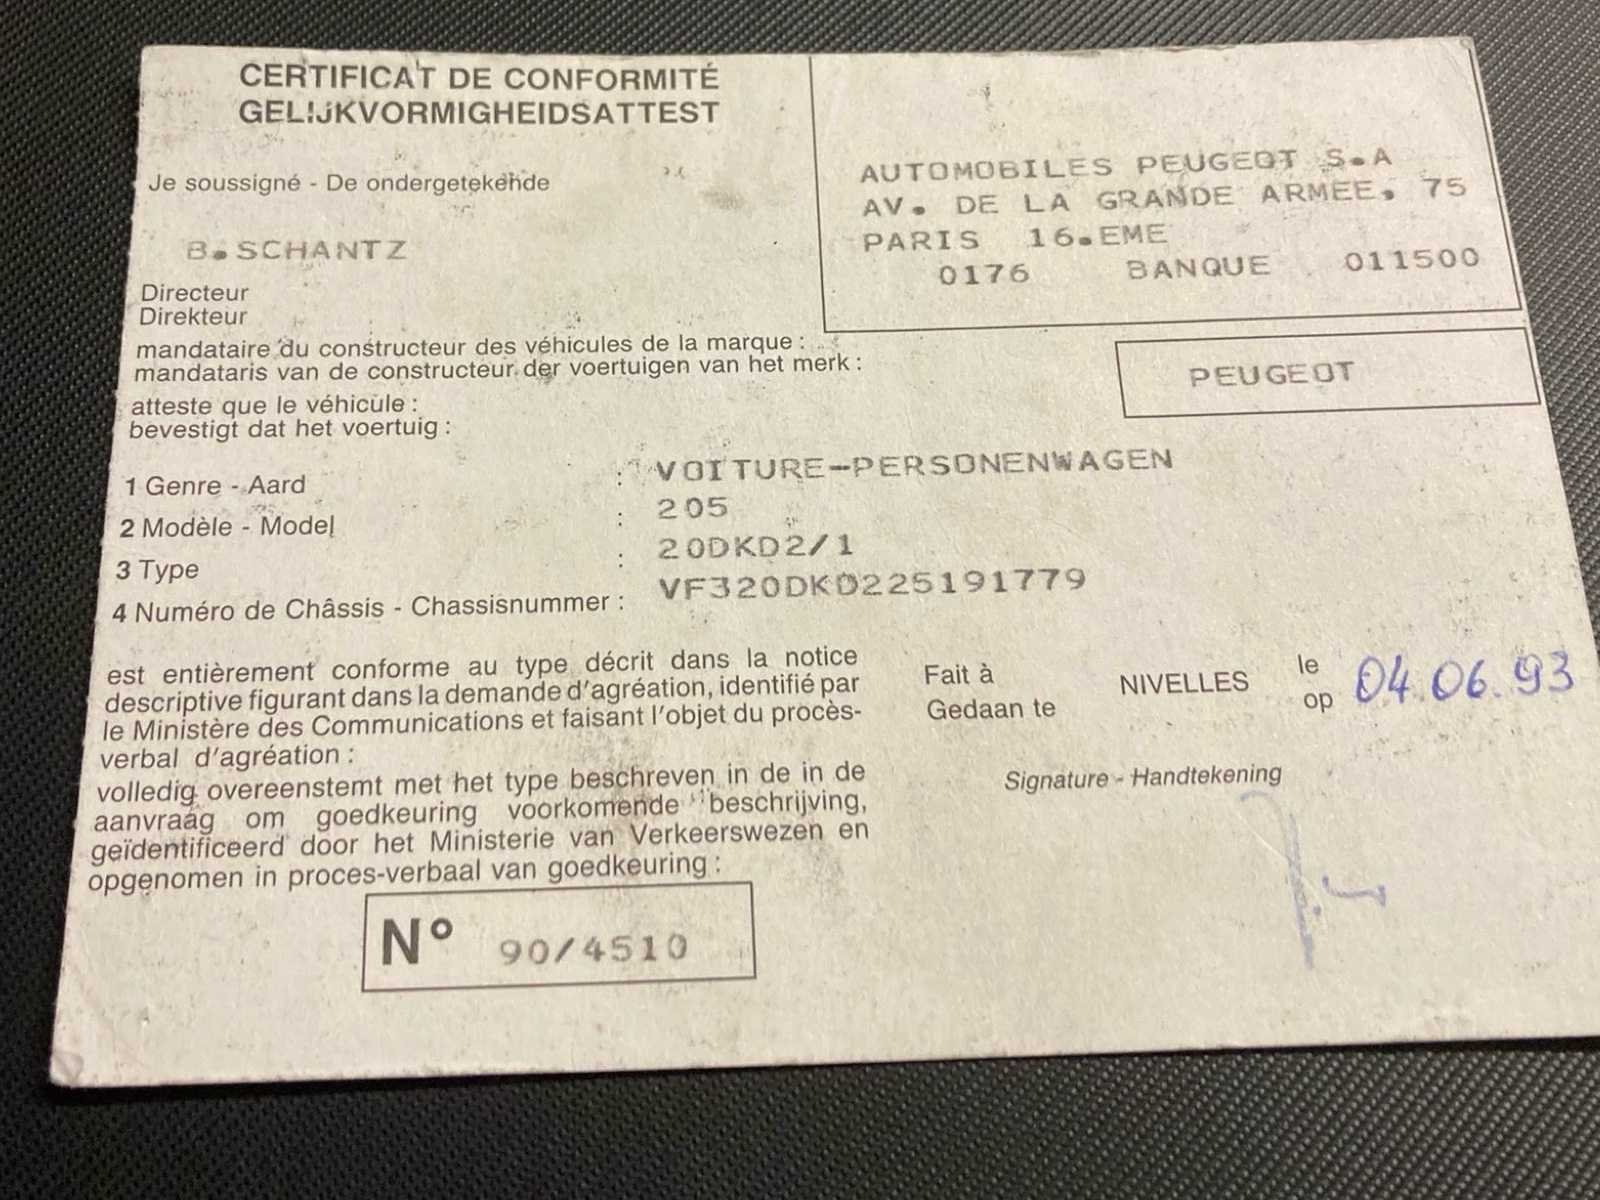 CERTIFICAT DE CONFORMITÉ
GELIJKVORMIGHEIDSATTEST
Je soussigné - De ondergetekende
B.SCHANTZ
Directeur
Direkteur
AUTOMOBILES PEUGEOT S.A
AV. DE LA GRANDE ARMEE. 75
PARIS 16.EME
0176 BANQUE 011500
mandataire du constructeur des véhicules de la marque :
mandataris van de constructeur der voertuigen van het merk :
PEUGEOT
atteste que le véhicule :
bevestigt dat het voertuig :
1 Genre - Aard : VOITURE-PERSONENWAGEN
2 Modèle - Model : 205
3 Type : 20DKD2/1
4 Numéro de Châssis - Chassisnummer : VF320DKD225191779
est entièrement conforme au type décrit dans la notice
descriptive figurant dans la demande d'agréation, identifié par
le Ministère des Communications et faisant l'objet du procès-
verbal d'agréation :
volledig overeenstemt met het type beschreven in de in de
aanvraag om goedkeuring voorkomende beschrijving,
geïdentificeerd door het Ministerie van Verkeerswezen en
opgenomen in proces-verbaal van goedkeuring :
N° 90/4510
Fait à
Gedaan te
NIVELLES
le
op
04.06.93
Signature - Handtekening